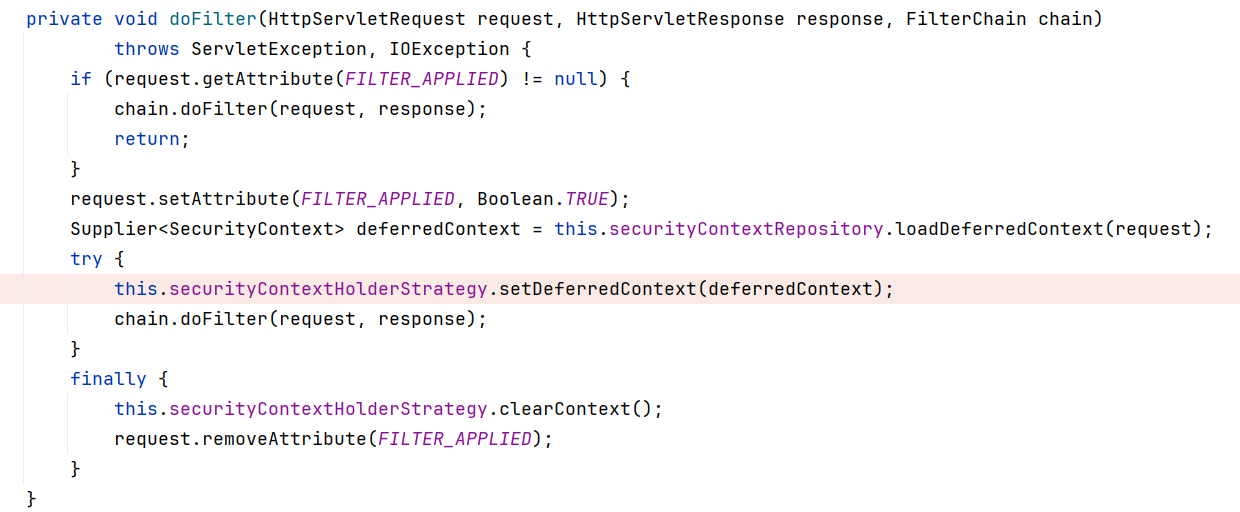 private void doFilter(HttpServletRequest request, HttpServletResponse response, FilterChain chain)
        throws ServletException, IOException {
    if (request.getAttribute(FILTER_APPLIED) != null) {
        chain.doFilter(request, response);
        return;
    }
    request.setAttribute(FILTER_APPLIED, Boolean.TRUE);
    Supplier<SecurityContext> deferredContext = this.securityContextRepository.loadDeferredContext(request);
    try {
        this.securityContextHolderStrategy.setDeferredContext(deferredContext);
        chain.doFilter(request, response);
    }
    finally {
        this.securityContextHolderStrategy.clearContext();
        request.removeAttribute(FILTER_APPLIED);
    }
}